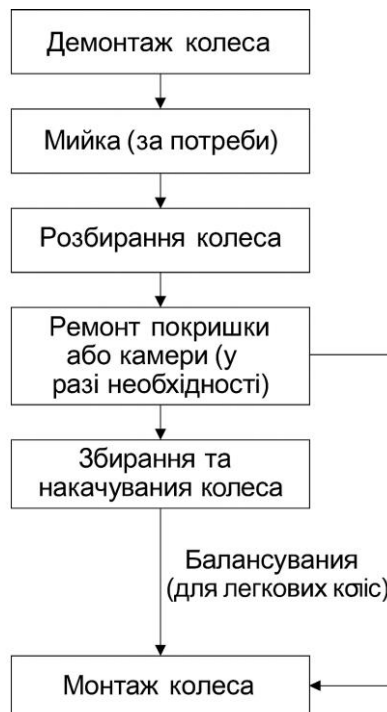 Демонтаж колеса
Мийка (за потреби)
Розбирання колеса
Ремонт покришки
або камери (у
разі необхідності)
Збирання та
накачування колеса
Балансування
(для легкових коліс)
Монтаж колеса